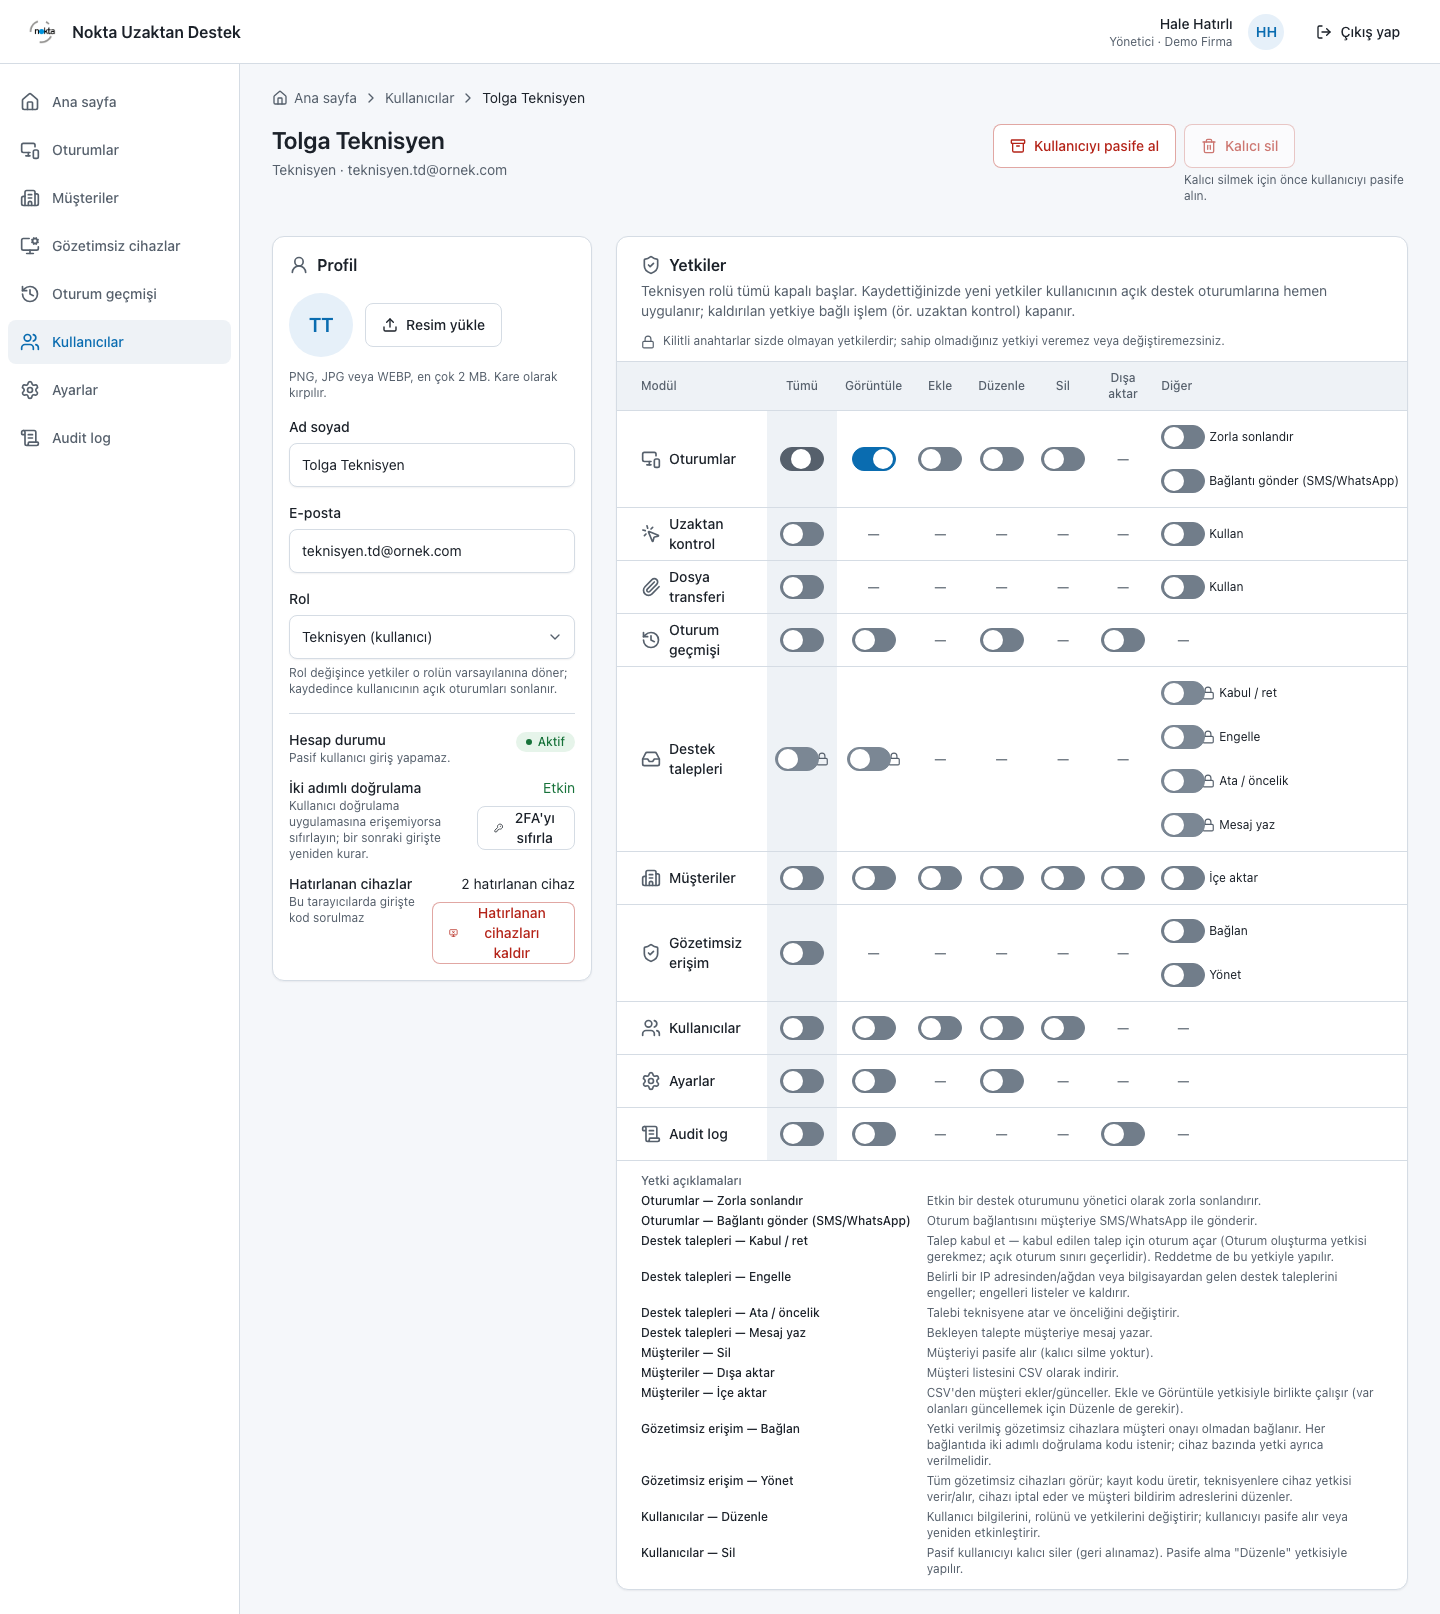 nokta
Nokta Uzaktan Destek
Hale Hatırlı
Yönetici · Demo Firma
HH
Çıkış yap
Ana sayfa
Oturumlar
Müşteriler
Gözetimsiz cihazlar
Oturum geçmişi
Kullanıcılar
Ayarlar
Audit log
Ana sayfa > Kullanıcılar > Tolga Teknisyen
Tolga Teknisyen
Teknisyen · teknisyen.td@ornek.com
Kullanıcıyı pasife al
Kalıcı sil
Kalıcı silmek için önce kullanıcıyı pasife
alın.
Profil
TT
Resim yükle
PNG, JPG veya WEBP, en çok 2 MB. Kare olarak
kırpılır.
Ad soyad
Tolga Teknisyen
E-posta
teknisyen.td@ornek.com
Rol
Teknisyen (kullanıcı)
Rol değişince yetkiler o rolün varsayılanına döner;
kaydedince kullanıcının açık oturumları sonlanır.
Hesap durumu
Aktif
Pasif kullanıcı giriş yapamaz.
İki adımlı doğrulama
Etkin
Kullanıcı doğrulama
uygulamasına erişemiyorsa
sıfırlayın; bir sonraki girişte
yeniden kurar.
2FA'yı
sıfırla
Hatırlanan cihazlar
2 hatırlanan cihaz
Bu tarayıcılarda girişte
kod sorulmaz
Hatırlanan
cihazları
kaldır
Yetkiler
Teknisyen rolü tümü kapalı başlar. Kaydettiğinizde yeni yetkiler kullanıcının açık destek oturumlarına hemen
uygulanır; kaldırılan yetkiye bağlı işlem (ör. uzaktan kontrol) kapanır.
Kilitli anahtarlar sizde olmayan yetkilerdir; sahip olmadığınız yetkiyi veremez veya değiştiremezsiniz.
Modül Tümü Görüntüle Ekle Düzenle Sil Dışa aktar Diğer
Oturumlar —
Zorla sonlandır
Bağlantı gönder (SMS/WhatsApp)
Uzaktan
kontrol
— — — — — Kullan
Dosya
transferi
— — — — — Kullan
Oturum
geçmişi
— — —
Destek
talepleri
— — — —
Kabul / ret
Engelle
Ata / öncelik
Mesaj yaz
Müşteriler İçe aktar
Gözetimsiz
erişim
— — — — —
Bağlan
Yönet
Kullanıcılar — —
Ayarlar — — — —
Audit log — — — —
Yetki açıklamaları
Oturumlar — Zorla sonlandır Etkin bir destek oturumunu yönetici olarak zorla sonlandırır.
Oturumlar — Bağlantı gönder (SMS/WhatsApp) Oturum bağlantısını müşteriye SMS/WhatsApp ile gönderir.
Destek talepleri — Kabul / ret Talep kabul et — kabul edilen talep için oturum açar (Oturum oluşturma yetkisi
gerekmez; açık oturum sınırı geçerlidir). Reddetme de bu yetkiyle yapılır.
Destek talepleri — Engelle Belirli bir IP adresinden/ağdan veya bilgisayardan gelen destek taleplerini
engeller; engelleri listeler ve kaldırır.
Destek talepleri — Ata / öncelik Talebi teknisyene atar ve önceliğini değiştirir.
Destek talepleri — Mesaj yaz Bekleyen talepte müşteriye mesaj yazar.
Müşteriler — Sil Müşteriyi pasife alır (kalıcı silme yoktur).
Müşteriler — Dışa aktar Müşteri listesini CSV olarak indirir.
Müşteriler — İçe aktar CSV'den müşteri ekler/günceller. Ekle ve Görüntüle yetkisiyle birlikte çalışır (var
olanları güncellemek için Düzenle de gerekir).
Gözetimsiz erişim — Bağlan Yetki verilmiş gözetimsiz cihazlara müşteri onayı olmadan bağlanır. Her
bağlantıda iki adımlı doğrulama kodu istenir; cihaz bazında yetki ayrıca
verilmelidir.
Gözetimsiz erişim — Yönet Tüm gözetimsiz cihazları görür; kayıt kodu üretir, teknisyenlere cihaz yetkisi
verir/alır, cihazı iptal eder ve müşteri bildirim adreslerini düzenler.
Kullanıcılar — Düzenle Kullanıcı bilgilerini, rolünü ve yetkilerini değiştirir; kullanıcıyı pasife alır veya
yeniden etkinleştirir.
Kullanıcılar — Sil Pasif kullanıcıyı kalıcı siler (geri alınamaz). Pasife alma "Düzenle" yetkisiyle
yapılır.